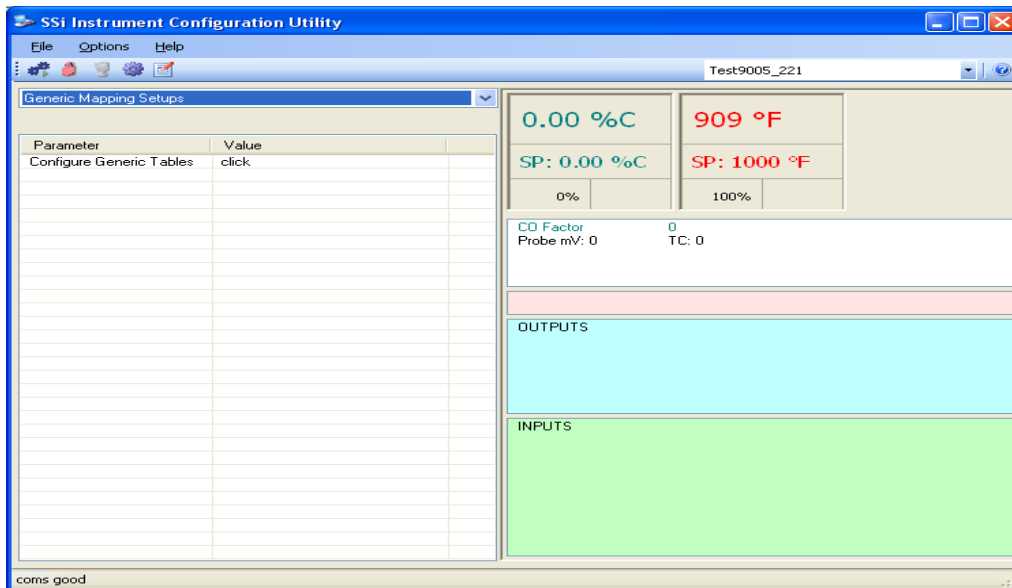 SSi Instrument Configuration Utility
File Options Help
Test9005_221
Generic Mapping Setups
Parameter Value
Configure Generic Tables click
0.00 %C
SP: 0.00 %C
0%
909 °F
SP: 1000 °F
100%
CO Factor 0
Probe mV: 0 TC: 0
OUTPUTS
INPUTS
coms good